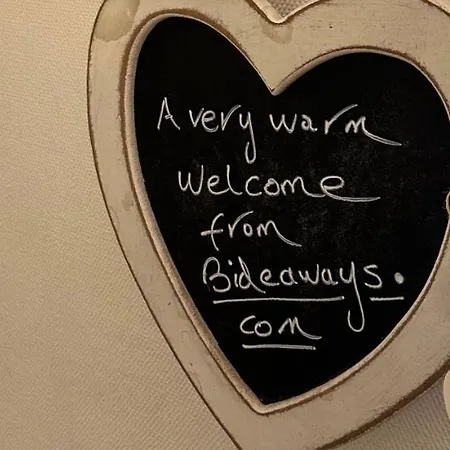 A very warm
welcome
from
Bideaways.
com